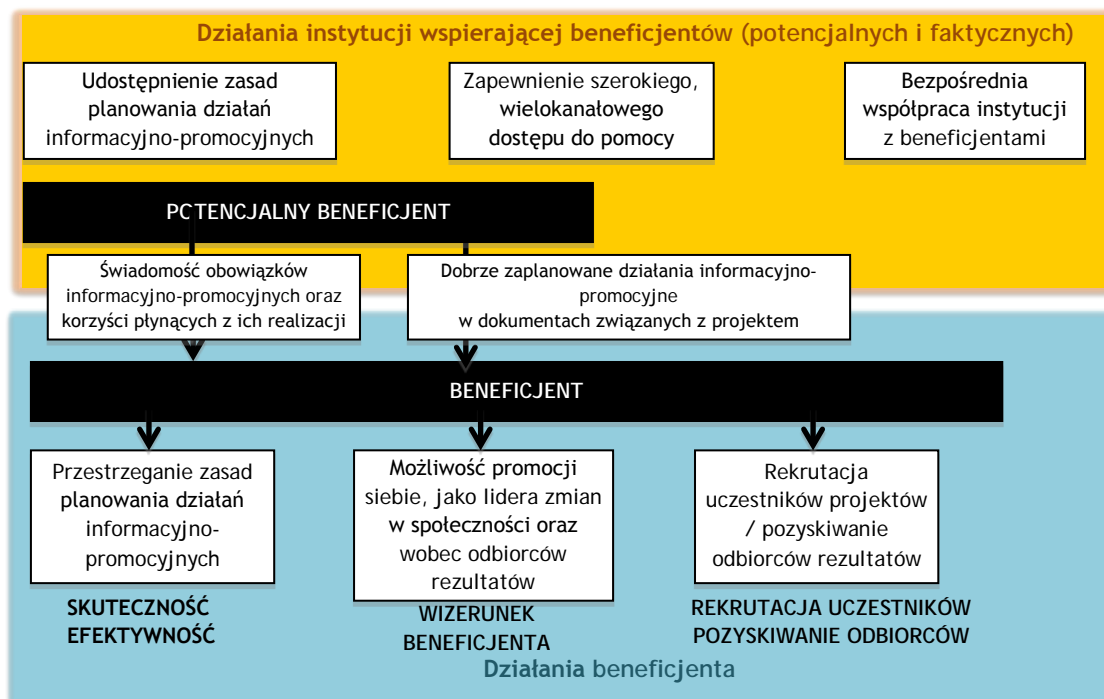 Działania instytucji wspierającej beneficjentów (potencjalnych i faktycznych)
Udostępnienie zasad
planowania działań
informacyjno-promocyjnych
Zapewnienie szerokiego,
wielokanałowego
dostępu do pomocy
Bezpośrednia
współpraca instytucji
z beneficjentami
POTENCJALNY BENEFICJENT
Świadomość obowiązków
informacyjno-promocyjnych oraz
korzyści płynących z ich realizacji
Dobrze zaplanowane działania informacyjno-
promocyjne
w dokumentach związanych z projektem
BENEFICJENT
Przestrzeganie zasad
planowania działań
informacyjno-
promocyjnych
Możliwość promocji
siebie, jako lidera zmian
w społeczności oraz
wobec odbiorców
rezultatów
Rekrutacja
uczestników projektów
/ pozyskiwanie
odbiorców rezultatów
SKUTECZNOŚĆ
EFEKTYWNOŚĆ
WIZERUNEK
BENEFICJENTA
REKRUTACJA UCZESTNIKÓW
POZYSKIWANIE ODBIORCÓW
Działania beneficjenta